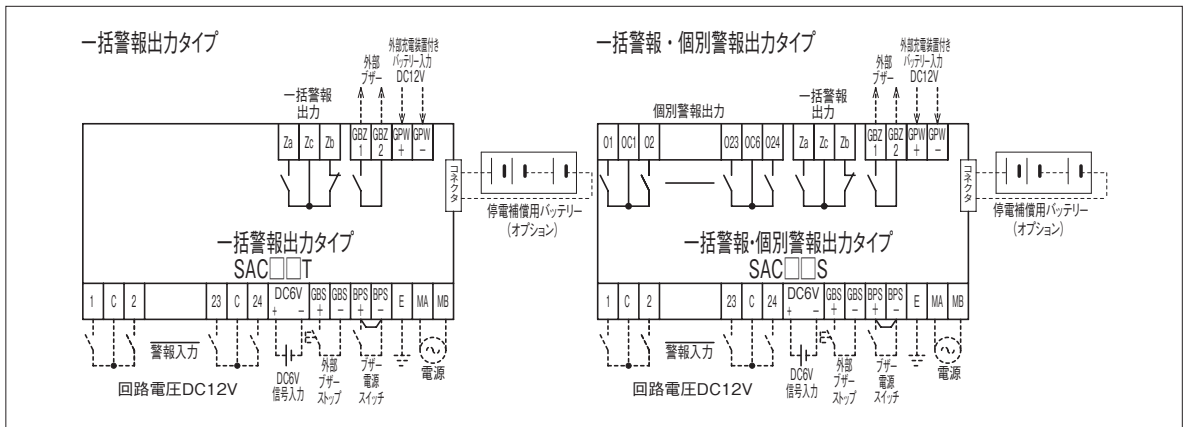 一括警報出力タイプ
外部
ブザー
外部充電装置付き
バッテリー入力
DC12V
一括警報
出力
Za Zc Zb GBZ 1 GBZ 2 GPW + GPW −
コネクタ
停電補償用バッテリー
(オプション)
一括警報出力タイプ
SAC□□T
1 C 2 23 C 24 DC6V + − GBS + GBS − BPS + BPS − E MA MB
警報入力
回路電圧DC12V
DC6V
信号入力
外部
ブザー
ストップ
ブザー
電源
スイッチ
電源
一括警報・個別警報出力タイプ
外部
ブザー
外部充電装置付き
バッテリー入力
DC12V
個別警報出力
一括警報
出力
O1 OC1 O2 O23 OC6 O24 Za Zc Zb GBZ 1 GBZ 2 GPW + GPW −
コネクタ
停電補償用バッテリー
(オプション)
一括警報・個別警報出力タイプ
SAC□□S
1 C 2 23 C 24 DC6V + − GBS + GBS − BPS + BPS − E MA MB
警報入力
回路電圧DC12V
DC6V
信号入力
外部
ブザー
ストップ
ブザー
電源
スイッチ
電源